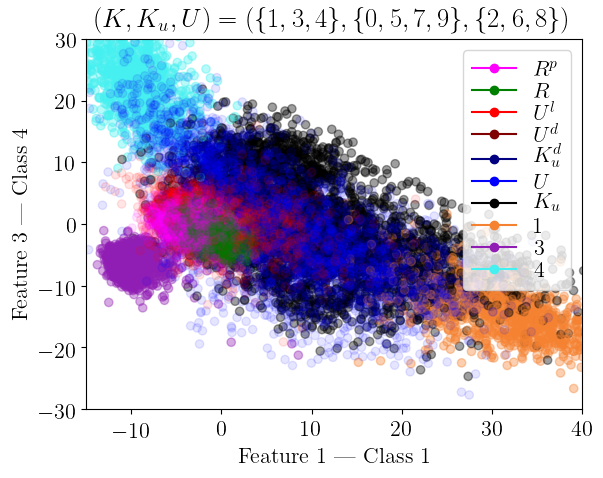 (K, K_u, U) = ({1, 3, 4}, {0, 5, 7, 9}, {2, 6, 8})
30
20
10
0
−10
−20
−30
Feature 3 — Class 4
R^p
R
U^l
U^d
K_u^d
U
K_u
1
3
4
−10 0 10 20 30 40
Feature 1 — Class 1